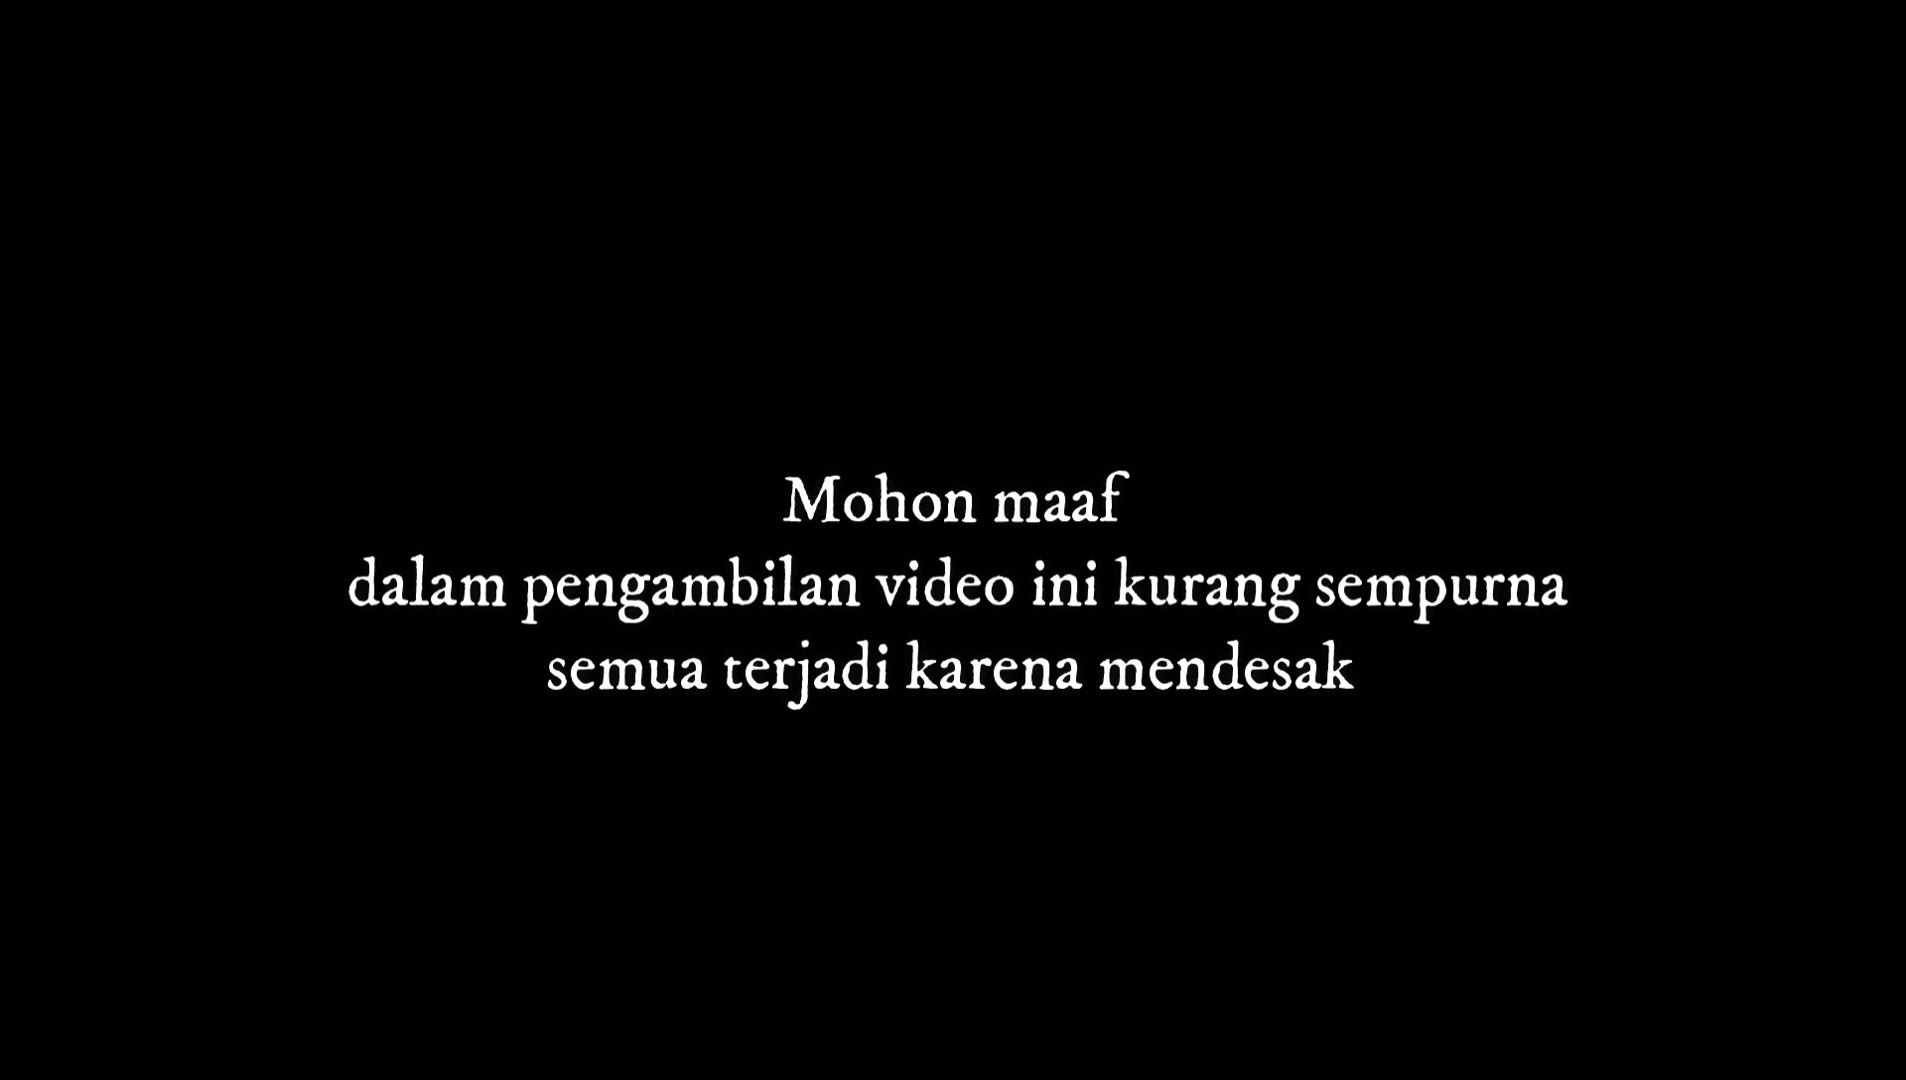 Mohon maaf
dalam pengambilan video ini kurang sempurna
semua terjadi karena mendesak